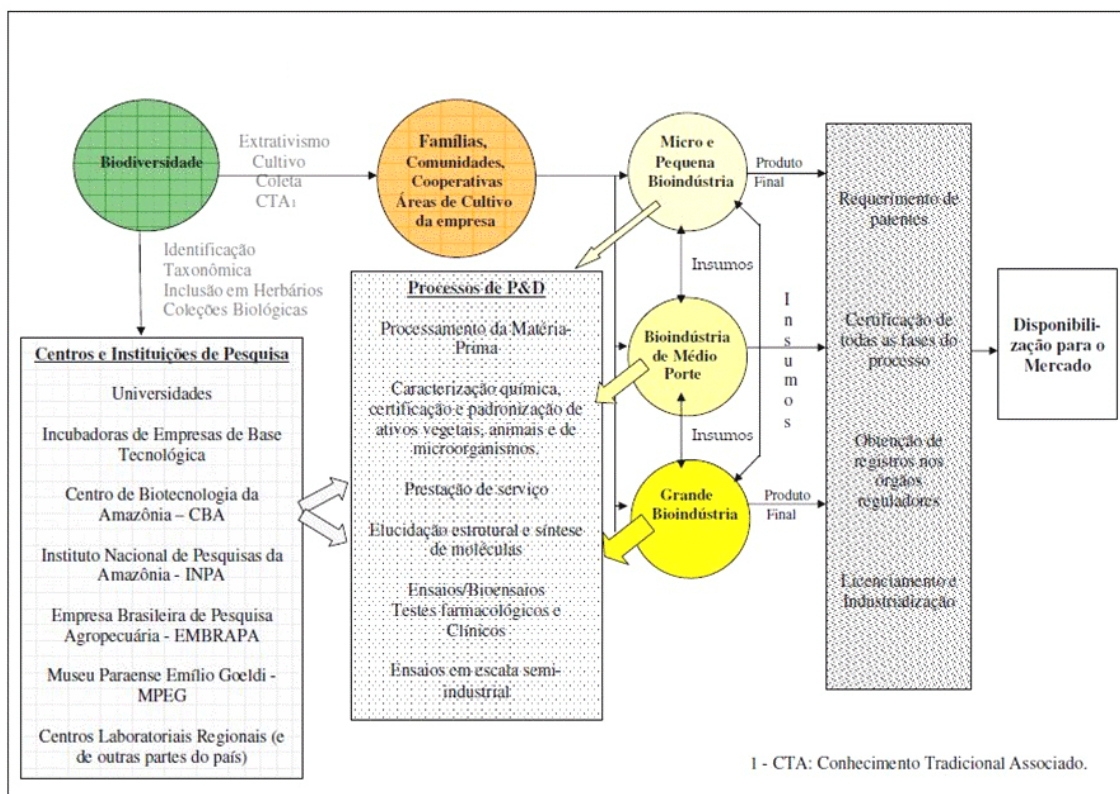 Biodiversidade
Extrativismo
Cultivo
Coleta
CTA1
Famílias,
Comunidades,
Cooperativas
Áreas de Cultivo
da empresa
Micro e
Pequena
Bioindústria
Produto
Final
Identificação
Taxonômica
Inclusão em Herbários
Coleções Biológicas
Centros e Instituições de Pesquisa
Universidades
Incubadoras de Empresas de Base
Tecnológica
Centro de Biotecnologia da
Amazônia – CBA
Instituto Nacional de Pesquisas da
Amazônia - INPA
Empresa Brasileira de Pesquisa
Agropecuária - EMBRAPA
Museu Paraense Emílio Goeldi -
MPEG
Centros Laboratoriais Regionais (e
de outras partes do país)
Processos de P&D
Processamento da Matéria-
Prima
Caracterização química,
certificação e padronização de
ativos vegetais, animais e de
microorganismos.
Prestação de serviço
Elucidação estrutural e síntese
de moléculas
Ensaios/Bioensaios
Testes farmacológicos e
Clínicos
Ensaios em escala semi-
industrial
Insumos
Bioindústria
de Médio
Porte
Insumos
Insumos
Grande
Bioindústria
Produto
Final
Requerimento de
patentes
Certificação de
todas as fases do
processo
Obtenção de
registros nos
órgãos
reguladores
Licenciamento e
Industrialização
Disponibili-
zação para o
Mercado
1 - CTA: Conhecimento Tradicional Associado.